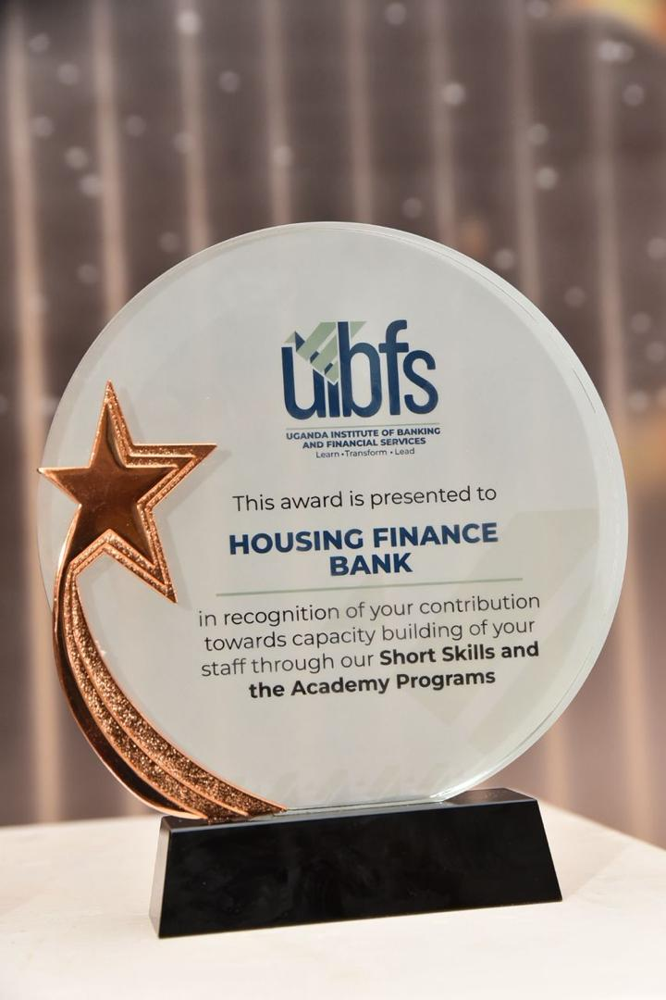 uibfs
UGANDA INSTITUTE OF BANKING
AND FINANCIAL SERVICES
Learn • Transform • Lead
This award is presented to
HOUSING FINANCE
BANK
in recognition of your contribution
towards capacity building of your
staff through our Short Skills and
the Academy Programs